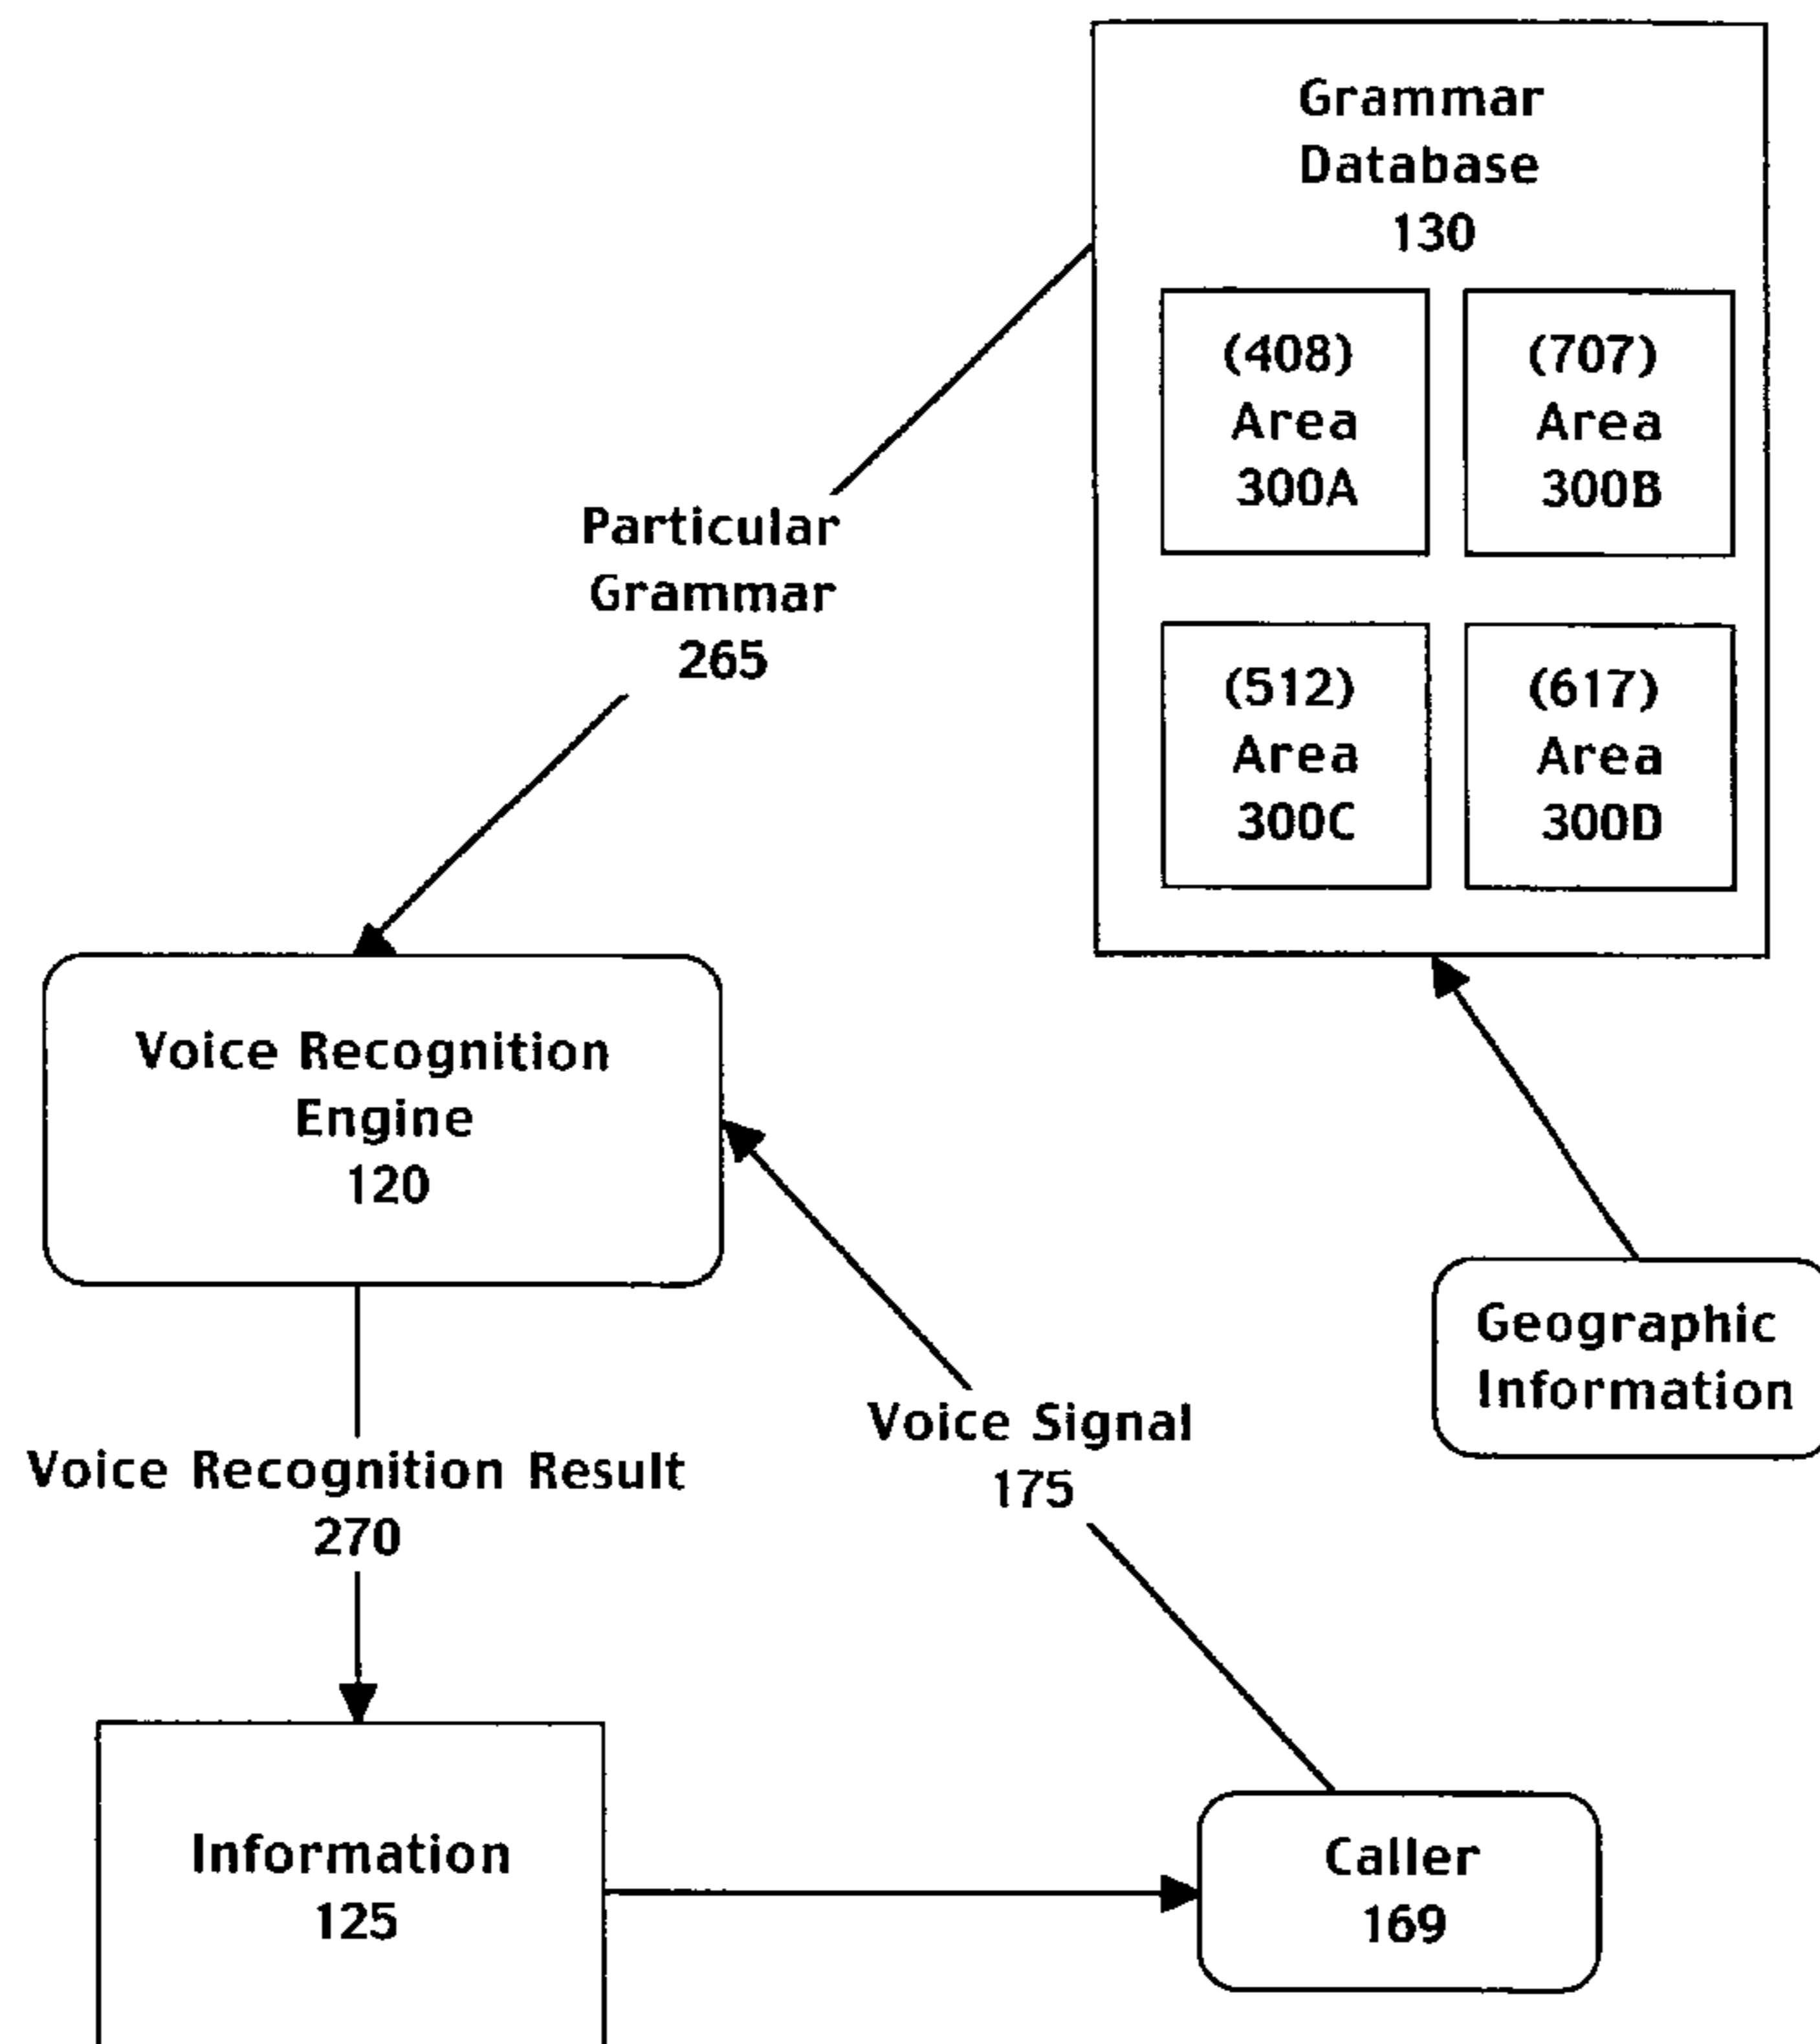 Grammar
Database
130
(408)
Area
300A
(707)
Area
300B
(512)
Area
300C
(617)
Area
300D
Particular
Grammar
265
Voice Recognition
Engine
120
Geographic
Information
Voice Signal
175
Voice Recognition Result
270
Information
125
Caller
169